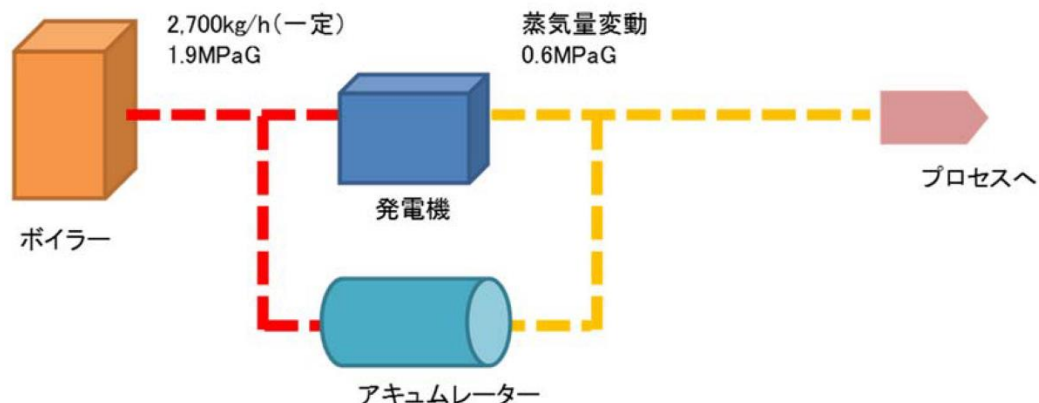 2,700kg/h(一定)
1.9MPaG
蒸気量変動
0.6MPaG
プロセスへ
発電機
ボイラー
アキュムレーター